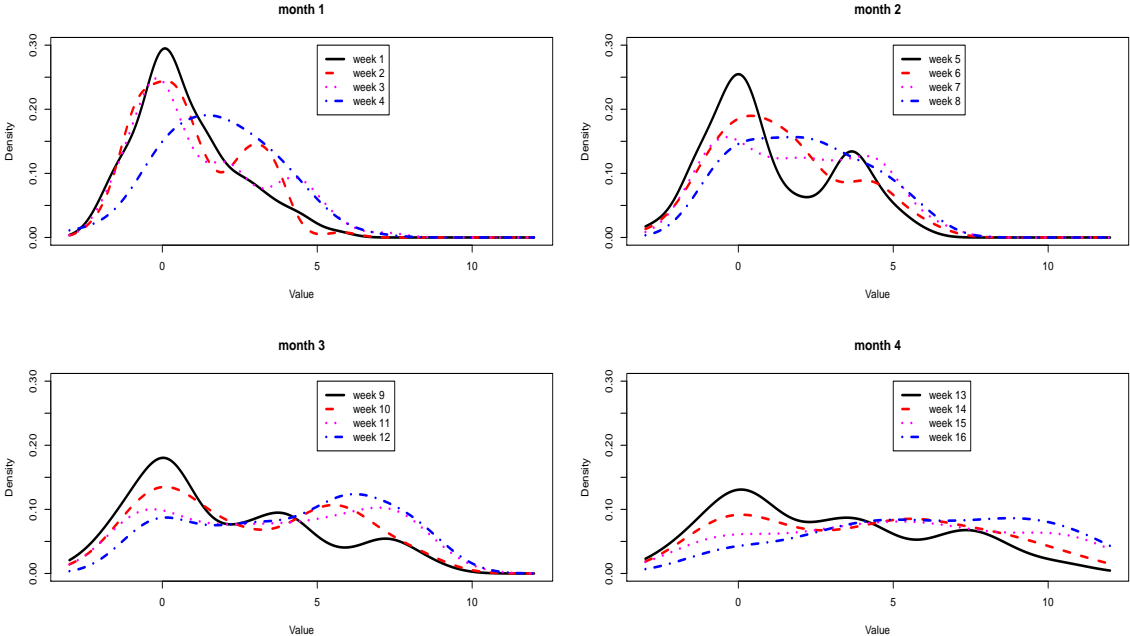 month 1
Density
0.00 0.10 0.20 0.30
week 1
week 2
week 3
week 4
0 5 10
Value
month 2
Density
0.00 0.10 0.20 0.30
week 5
week 6
week 7
week 8
0 5 10
Value
month 3
Density
0.00 0.10 0.20 0.30
week 9
week 10
week 11
week 12
0 5 10
Value
month 4
Density
0.00 0.10 0.20 0.30
week 13
week 14
week 15
week 16
0 5 10
Value